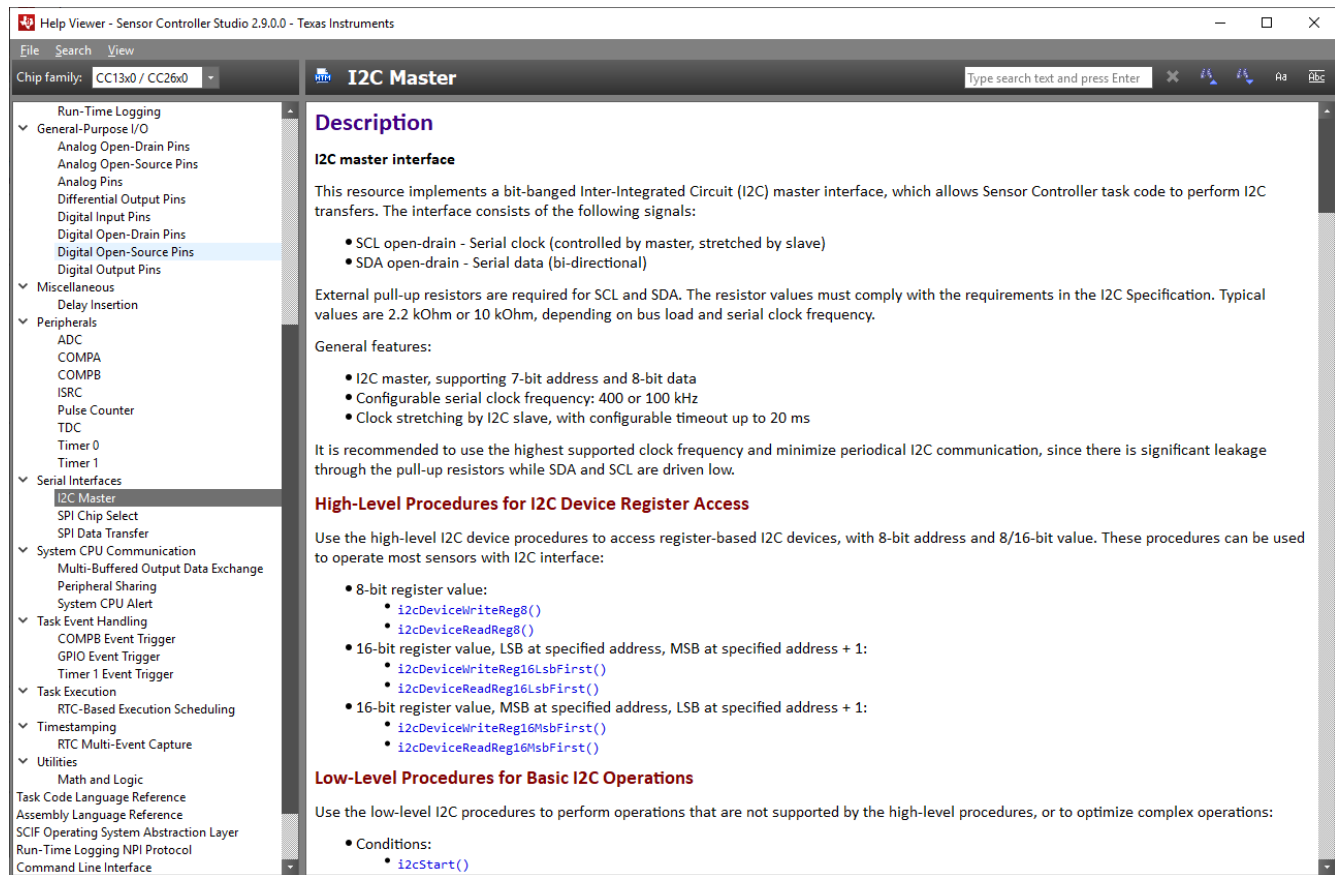 Help Viewer - Sensor Controller Studio 2.9.0.0 - Texas Instruments
File Search View
Chip family: CC13x0 / CC26x0
HTM I2C Master
Type search text and press Enter
Aa
Abc
Run-Time Logging
General-Purpose I/O
Analog Open-Drain Pins
Analog Open-Source Pins
Analog Pins
Differential Output Pins
Digital Input Pins
Digital Open-Drain Pins
Digital Open-Source Pins
Digital Output Pins
Miscellaneous
Delay Insertion
Peripherals
ADC
COMPA
COMPB
ISRC
Pulse Counter
TDC
Timer 0
Timer 1
Serial Interfaces
I2C Master
SPI Chip Select
SPI Data Transfer
System CPU Communication
Multi-Buffered Output Data Exchange
Peripheral Sharing
System CPU Alert
Task Event Handling
COMPB Event Trigger
GPIO Event Trigger
Timer 1 Event Trigger
Task Execution
RTC-Based Execution Scheduling
Timestamping
RTC Multi-Event Capture
Utilities
Math and Logic
Task Code Language Reference
Assembly Language Reference
SCIF Operating System Abstraction Layer
Run-Time Logging NPI Protocol
Command Line Interface
Description
I2C master interface
This resource implements a bit-banged Inter-Integrated Circuit (I2C) master interface, which allows Sensor Controller task code to perform I2C
transfers. The interface consists of the following signals:
• SCL open-drain - Serial clock (controlled by master, stretched by slave)
• SDA open-drain - Serial data (bi-directional)
External pull-up resistors are required for SCL and SDA. The resistor values must comply with the requirements in the I2C Specification. Typical
values are 2.2 kOhm or 10 kOhm, depending on bus load and serial clock frequency.
General features:
• I2C master, supporting 7-bit address and 8-bit data
• Configurable serial clock frequency: 400 or 100 kHz
• Clock stretching by I2C slave, with configurable timeout up to 20 ms
It is recommended to use the highest supported clock frequency and minimize periodical I2C communication, since there is significant leakage
through the pull-up resistors while SDA and SCL are driven low.
High-Level Procedures for I2C Device Register Access
Use the high-level I2C device procedures to access register-based I2C devices, with 8-bit address and 8/16-bit value. These procedures can be used
to operate most sensors with I2C interface:
• 8-bit register value:
• i2cDeviceWriteReg8()
• i2cDeviceReadReg8()
• 16-bit register value, LSB at specified address, MSB at specified address + 1:
• i2cDeviceWriteReg16LsbFirst()
• i2cDeviceReadReg16LsbFirst()
• 16-bit register value, MSB at specified address, LSB at specified address + 1:
• i2cDeviceWriteReg16MsbFirst()
• i2cDeviceReadReg16MsbFirst()
Low-Level Procedures for Basic I2C Operations
Use the low-level I2C procedures to perform operations that are not supported by the high-level procedures, or to optimize complex operations:
• Conditions:
• i2cStart()